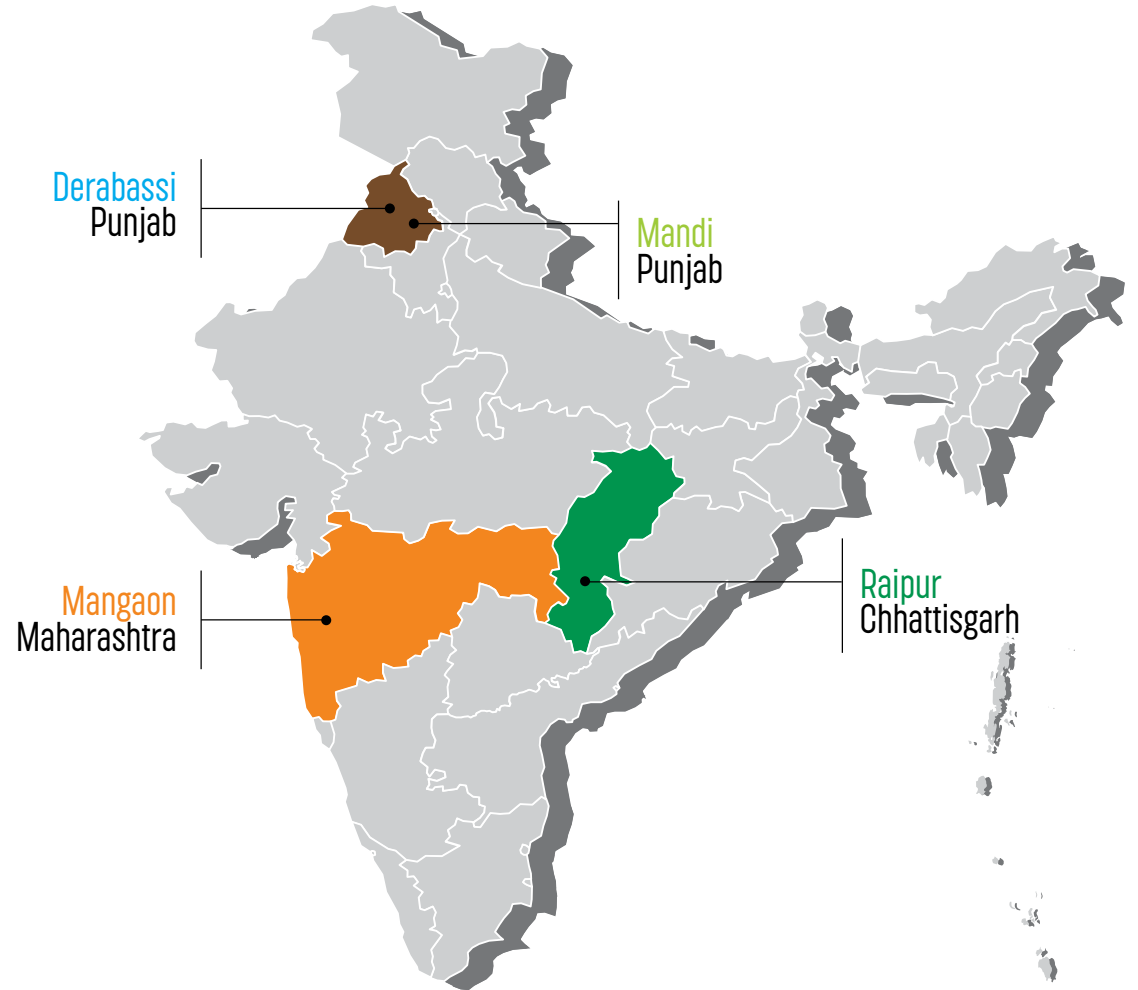 Derabassi
Punjab
Mandi
Punjab
Mangaon
Maharashtra
Raipur
Chhattisgarh